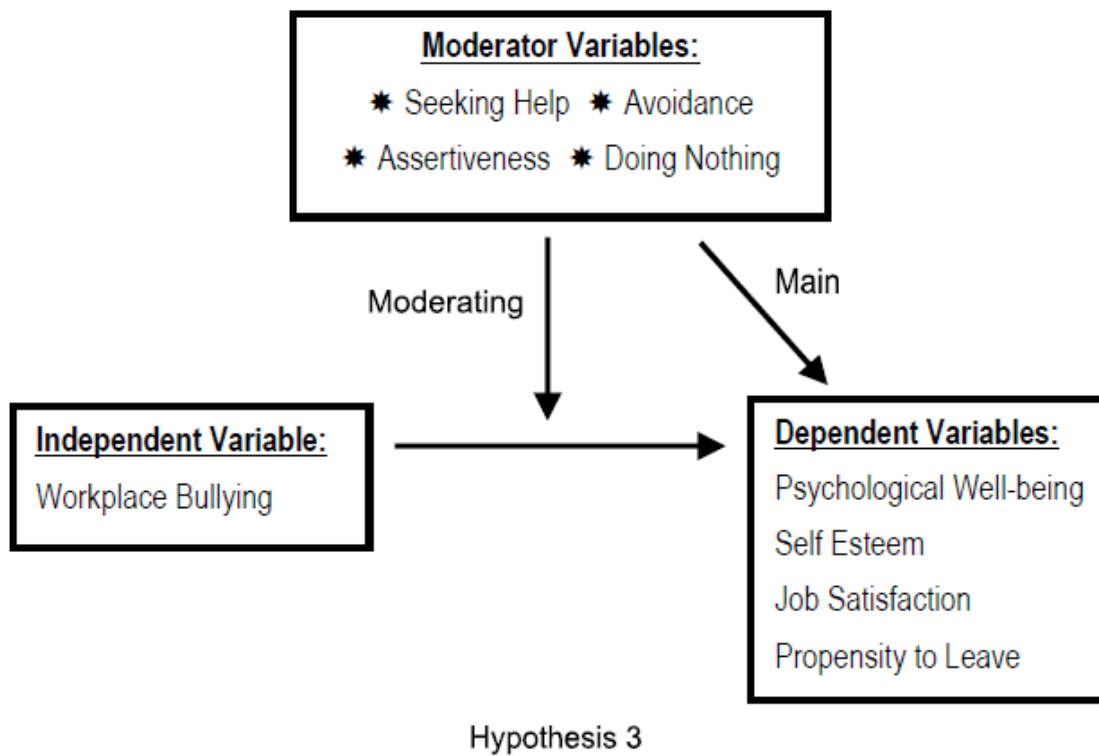 Moderator Variables:
✷ Seeking Help ✷ Avoidance
✷ Assertiveness ✷ Doing Nothing
Moderating
Main
Independent Variable:
Workplace Bullying
Dependent Variables:
Psychological Well-being
Self Esteem
Job Satisfaction
Propensity to Leave
Hypothesis 3